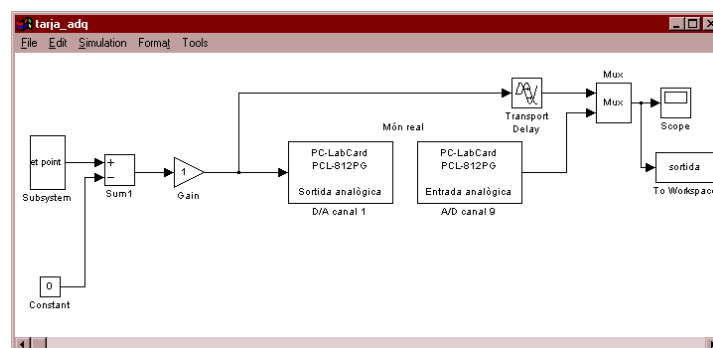 tarja_adq
File Edit Simulation Format Tools
et point
Subsystem
+
−
Sum1
1
Gain
0
Constant
Món real
PC-LabCard
PCL-812PG
Sortida analògica
D/A canal 1
PC-LabCard
PCL-812PG
Entrada analògica
A/D canal 9
Transport
Delay
Mux
Mux
Scope
sortida
To Workspace